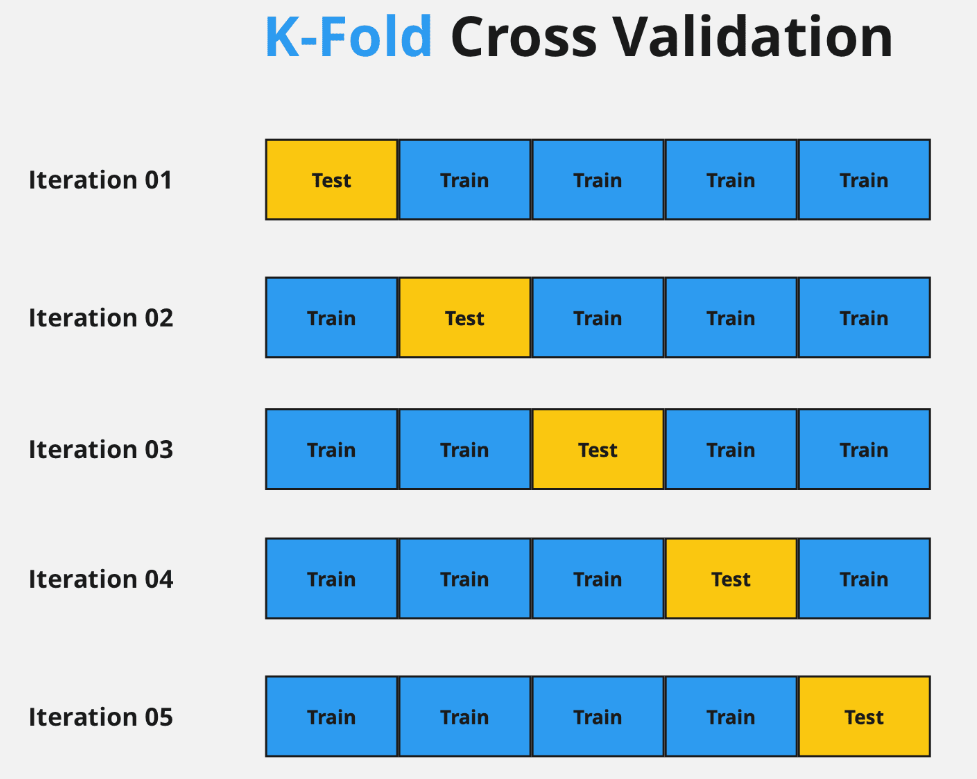 K-Fold Cross Validation
Iteration 01 Test Train Train Train Train
Iteration 02 Train Test Train Train Train
Iteration 03 Train Train Test Train Train
Iteration 04 Train Train Train Test Train
Iteration 05 Train Train Train Train Test